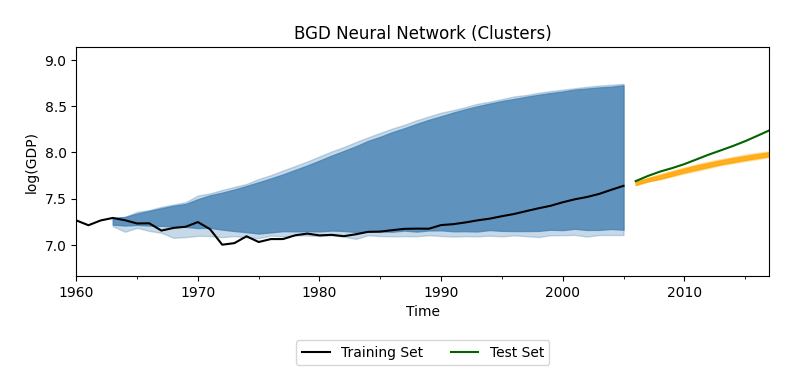 BGD Neural Network (Clusters)
9.0
8.5
8.0
7.5
7.0
log(GDP)
1960 1970 1980 1990 2000 2010
Time
Training Set Test Set